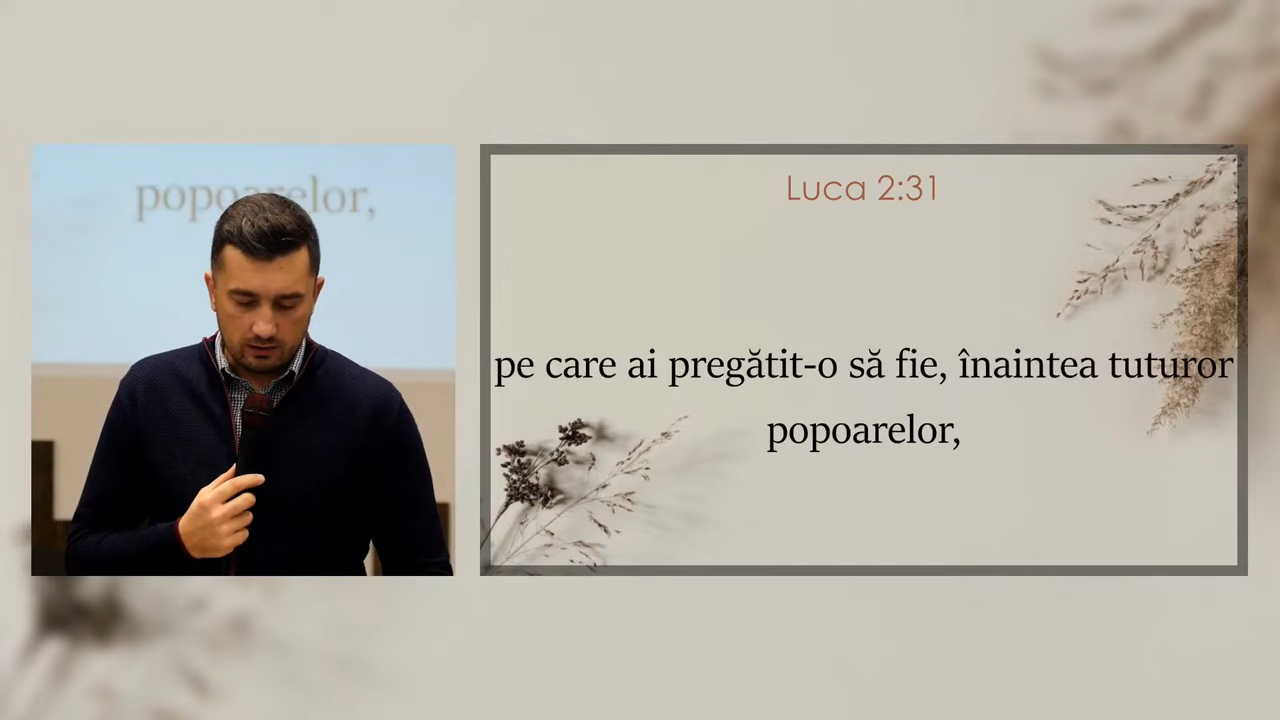 popoarelor,
Luca 2:31
pe care ai pregătit-o să fie, înaintea tuturor
popoarelor,